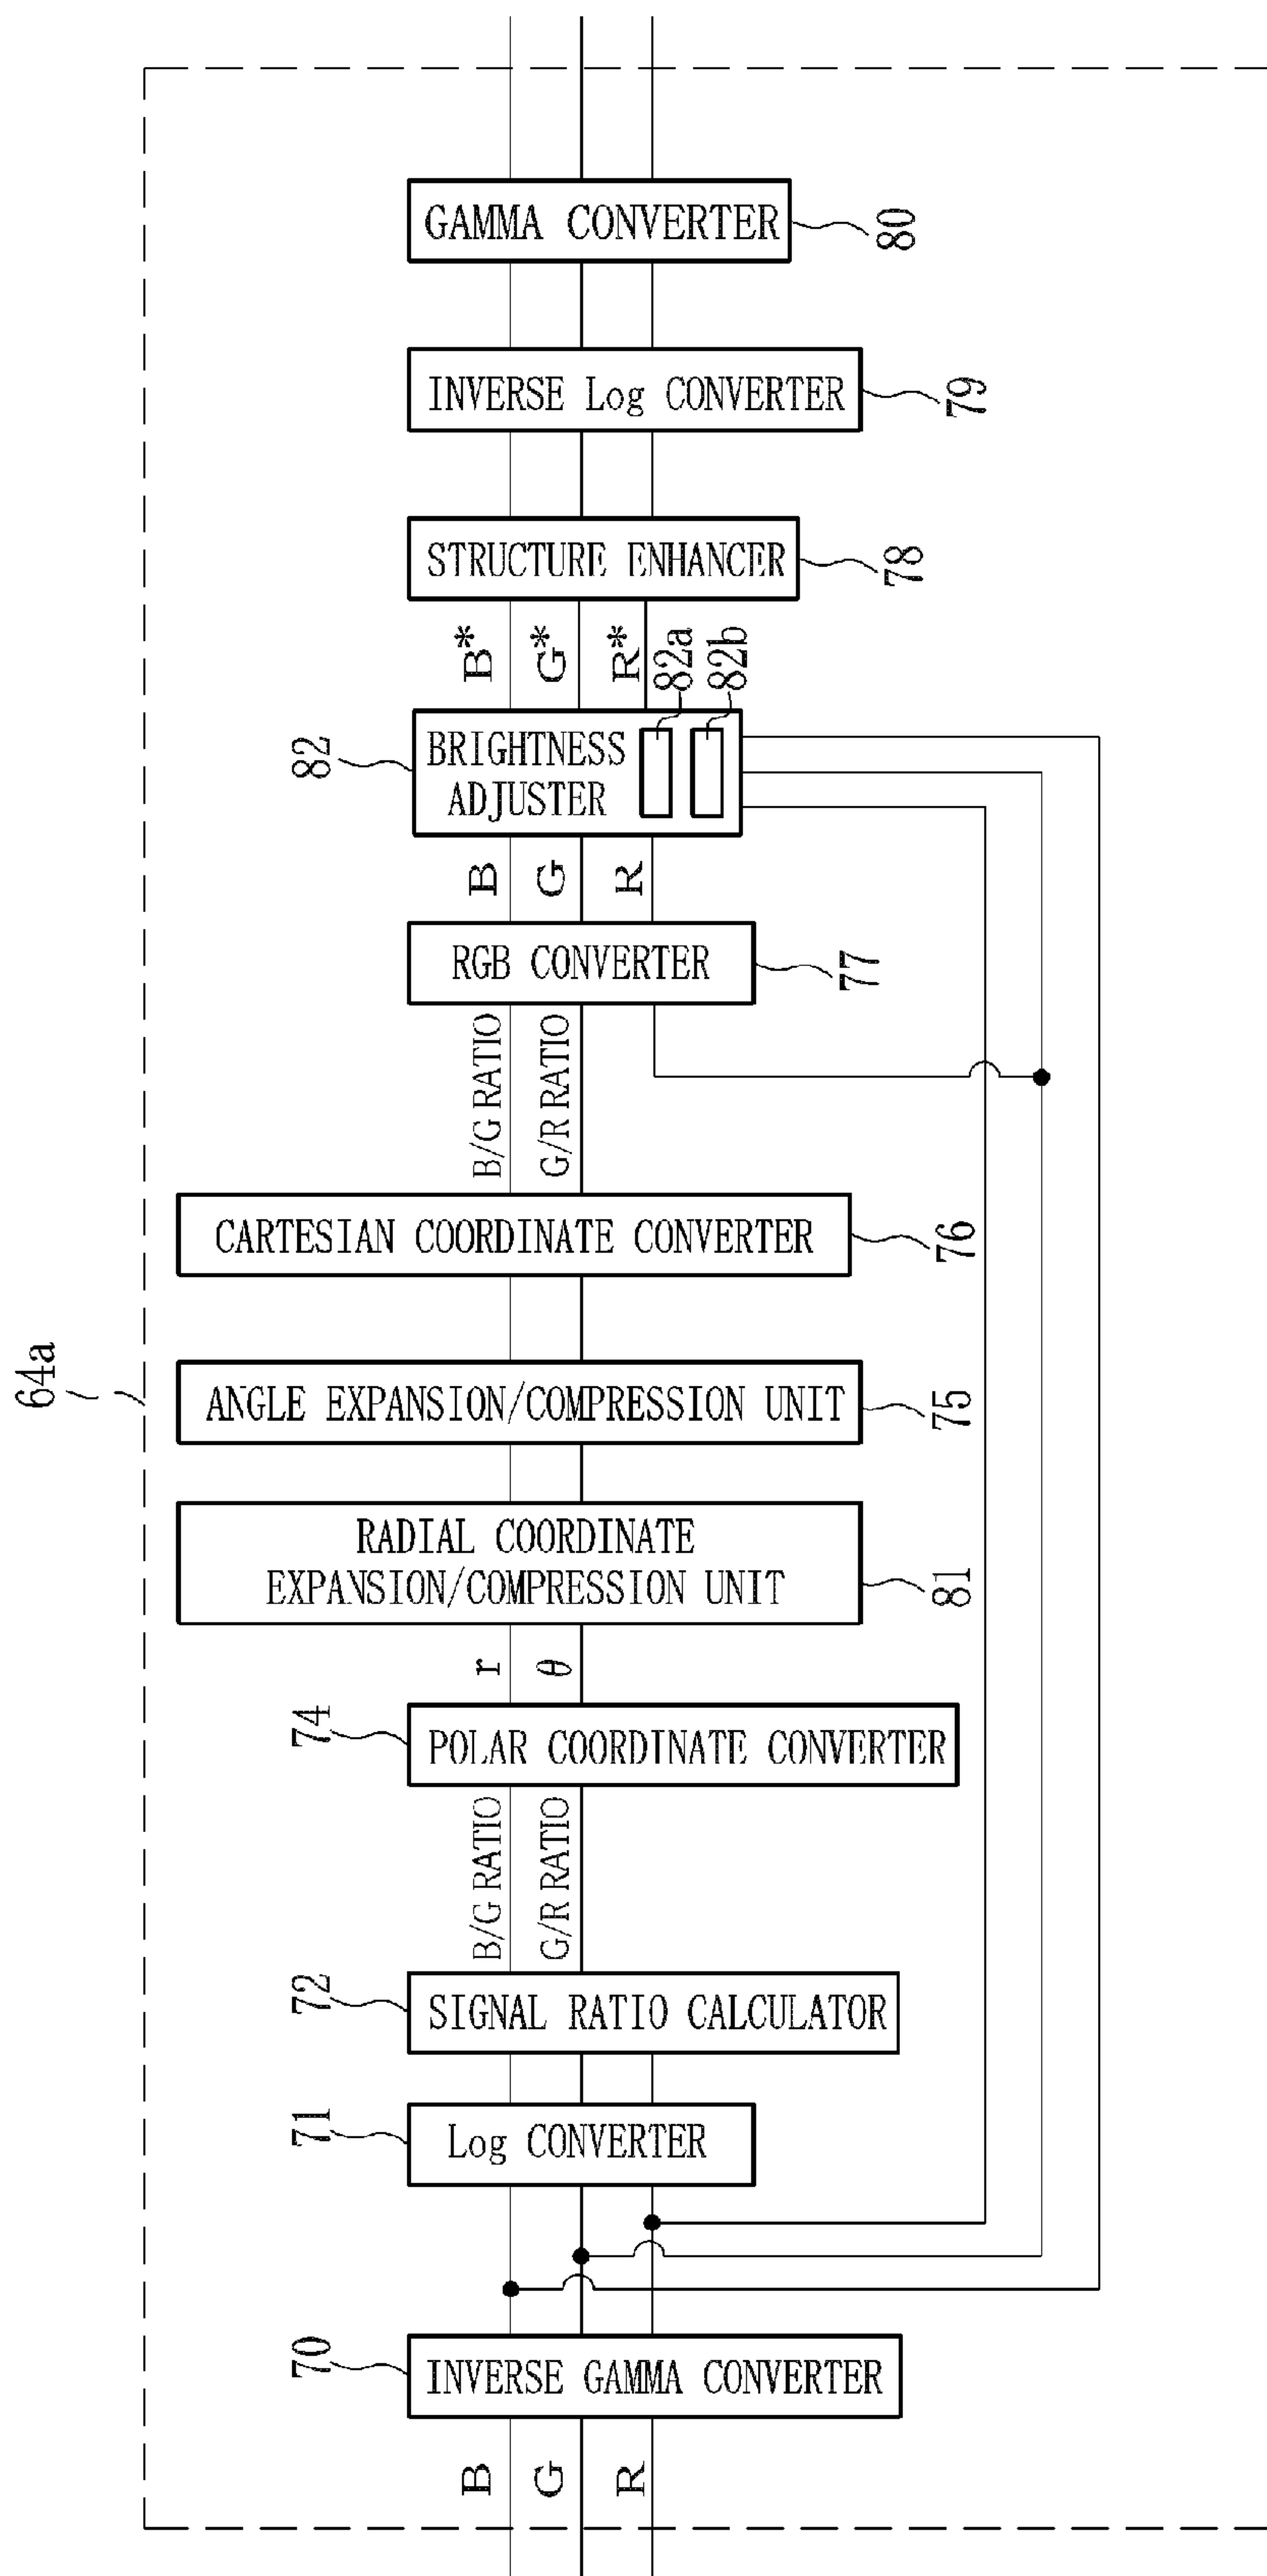 64a
B
G
R
70
INVERSE GAMMA CONVERTER
71
Log CONVERTER
72
SIGNAL RATIO CALCULATOR
B/G RATIO
G/R RATIO
74
POLAR COORDINATE CONVERTER
r
θ
RADIAL COORDINATE
EXPANSION/COMPRESSION UNIT
81
ANGLE EXPANSION/COMPRESSION UNIT
75
CARTESIAN COORDINATE CONVERTER
76
B/G RATIO
G/R RATIO
RGB CONVERTER
77
B
G
R
82
BRIGHTNESS
ADJUSTER
82a
82b
B*
G*
R*
STRUCTURE ENHANCER
78
INVERSE Log CONVERTER
79
GAMMA CONVERTER
80